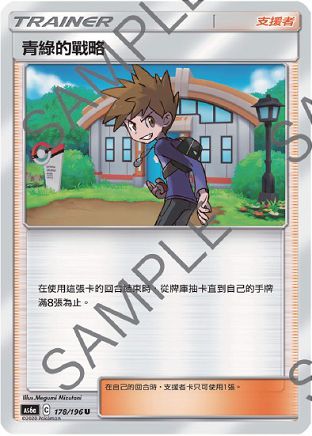 TRAINER
支援者
青綠的戰略
SAMPLE
SAMPLE
SAMPLE
在使用這張卡的回合結束時，從牌庫抽卡直到自己的手牌
滿8張為止。
Illus.Megumi Mizutani
AS6a C 178/196 U
在自己的回合時，支援者卡只可使用1張。